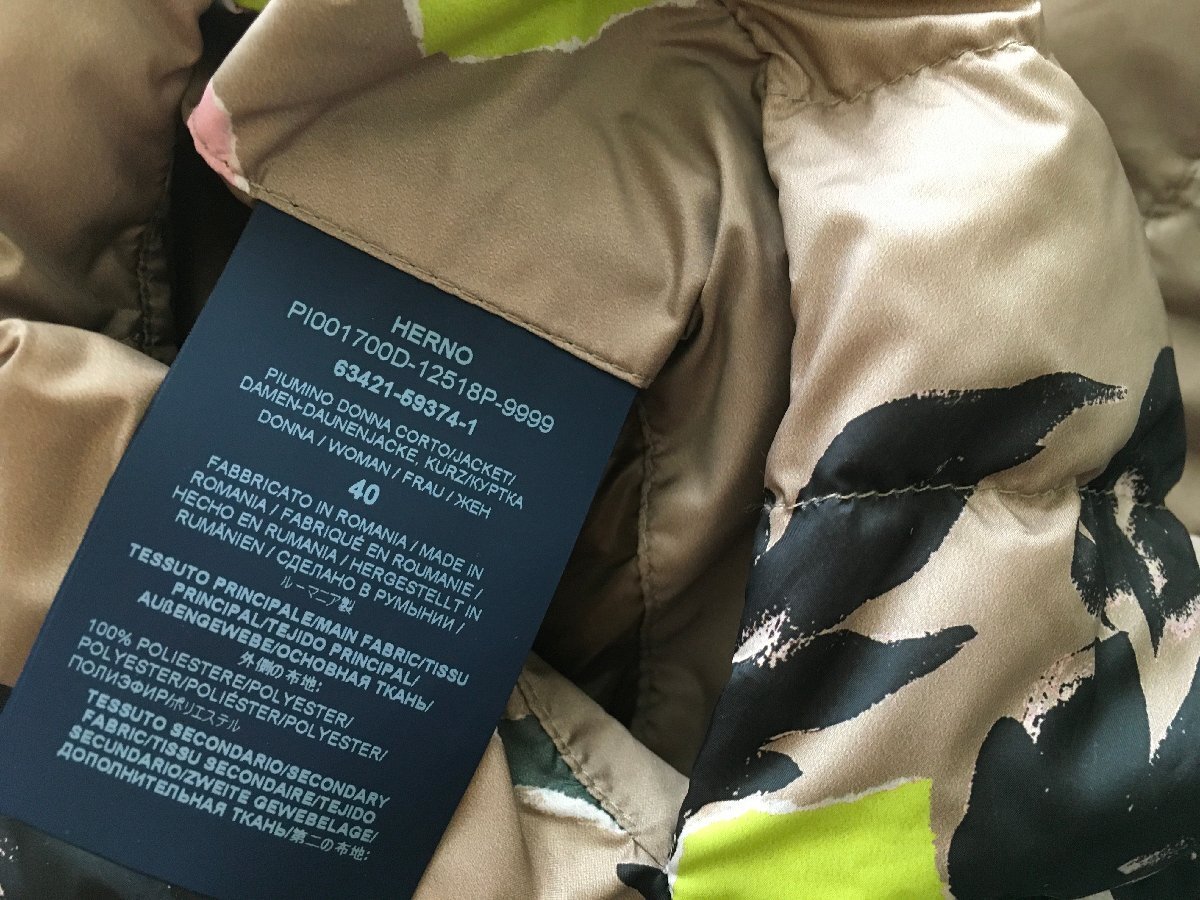 HERNO
PI001700D-12518P-9999
63421-59374-1
PIUMINO DONNA CORTO/JACKET/
DAMEN-DAUNENJACKE, KURZ/КУРТКА
DONNA / WOMAN / FRAU / ЖЕН
40
FABBRICATO IN ROMANIA / MADE IN
ROMANIA / FABRIQUÉ EN ROUMANIE /
HECHO EN RUMANIA / HERGESTELLT IN
RUMÄNIEN / СДЕЛАНО В РУМЫНИИ /
ルーマニア製
TESSUTO PRINCIPALE/MAIN FABRIC/TISSU
PRINCIPAL/TEJIDO PRINCIPAL/
AUßENGEWEBE/ОСНОВНАЯ ТКАНЬ/
外側の布地:
100% POLIESTERE/POLYESTER/
POLYESTER/POLIÉSTER/POLYESTER/
ПОЛИЭФИР/ポリエステル
TESSUTO SECONDARIO/SECONDARY
FABRIC/TISSU SECONDAIRE/TEJIDO
SECUNDARIO/ZWEITE GEWEBELAGE/
ДОПОЛНИТЕЛЬНАЯ ТКАНЬ/第二の布地: